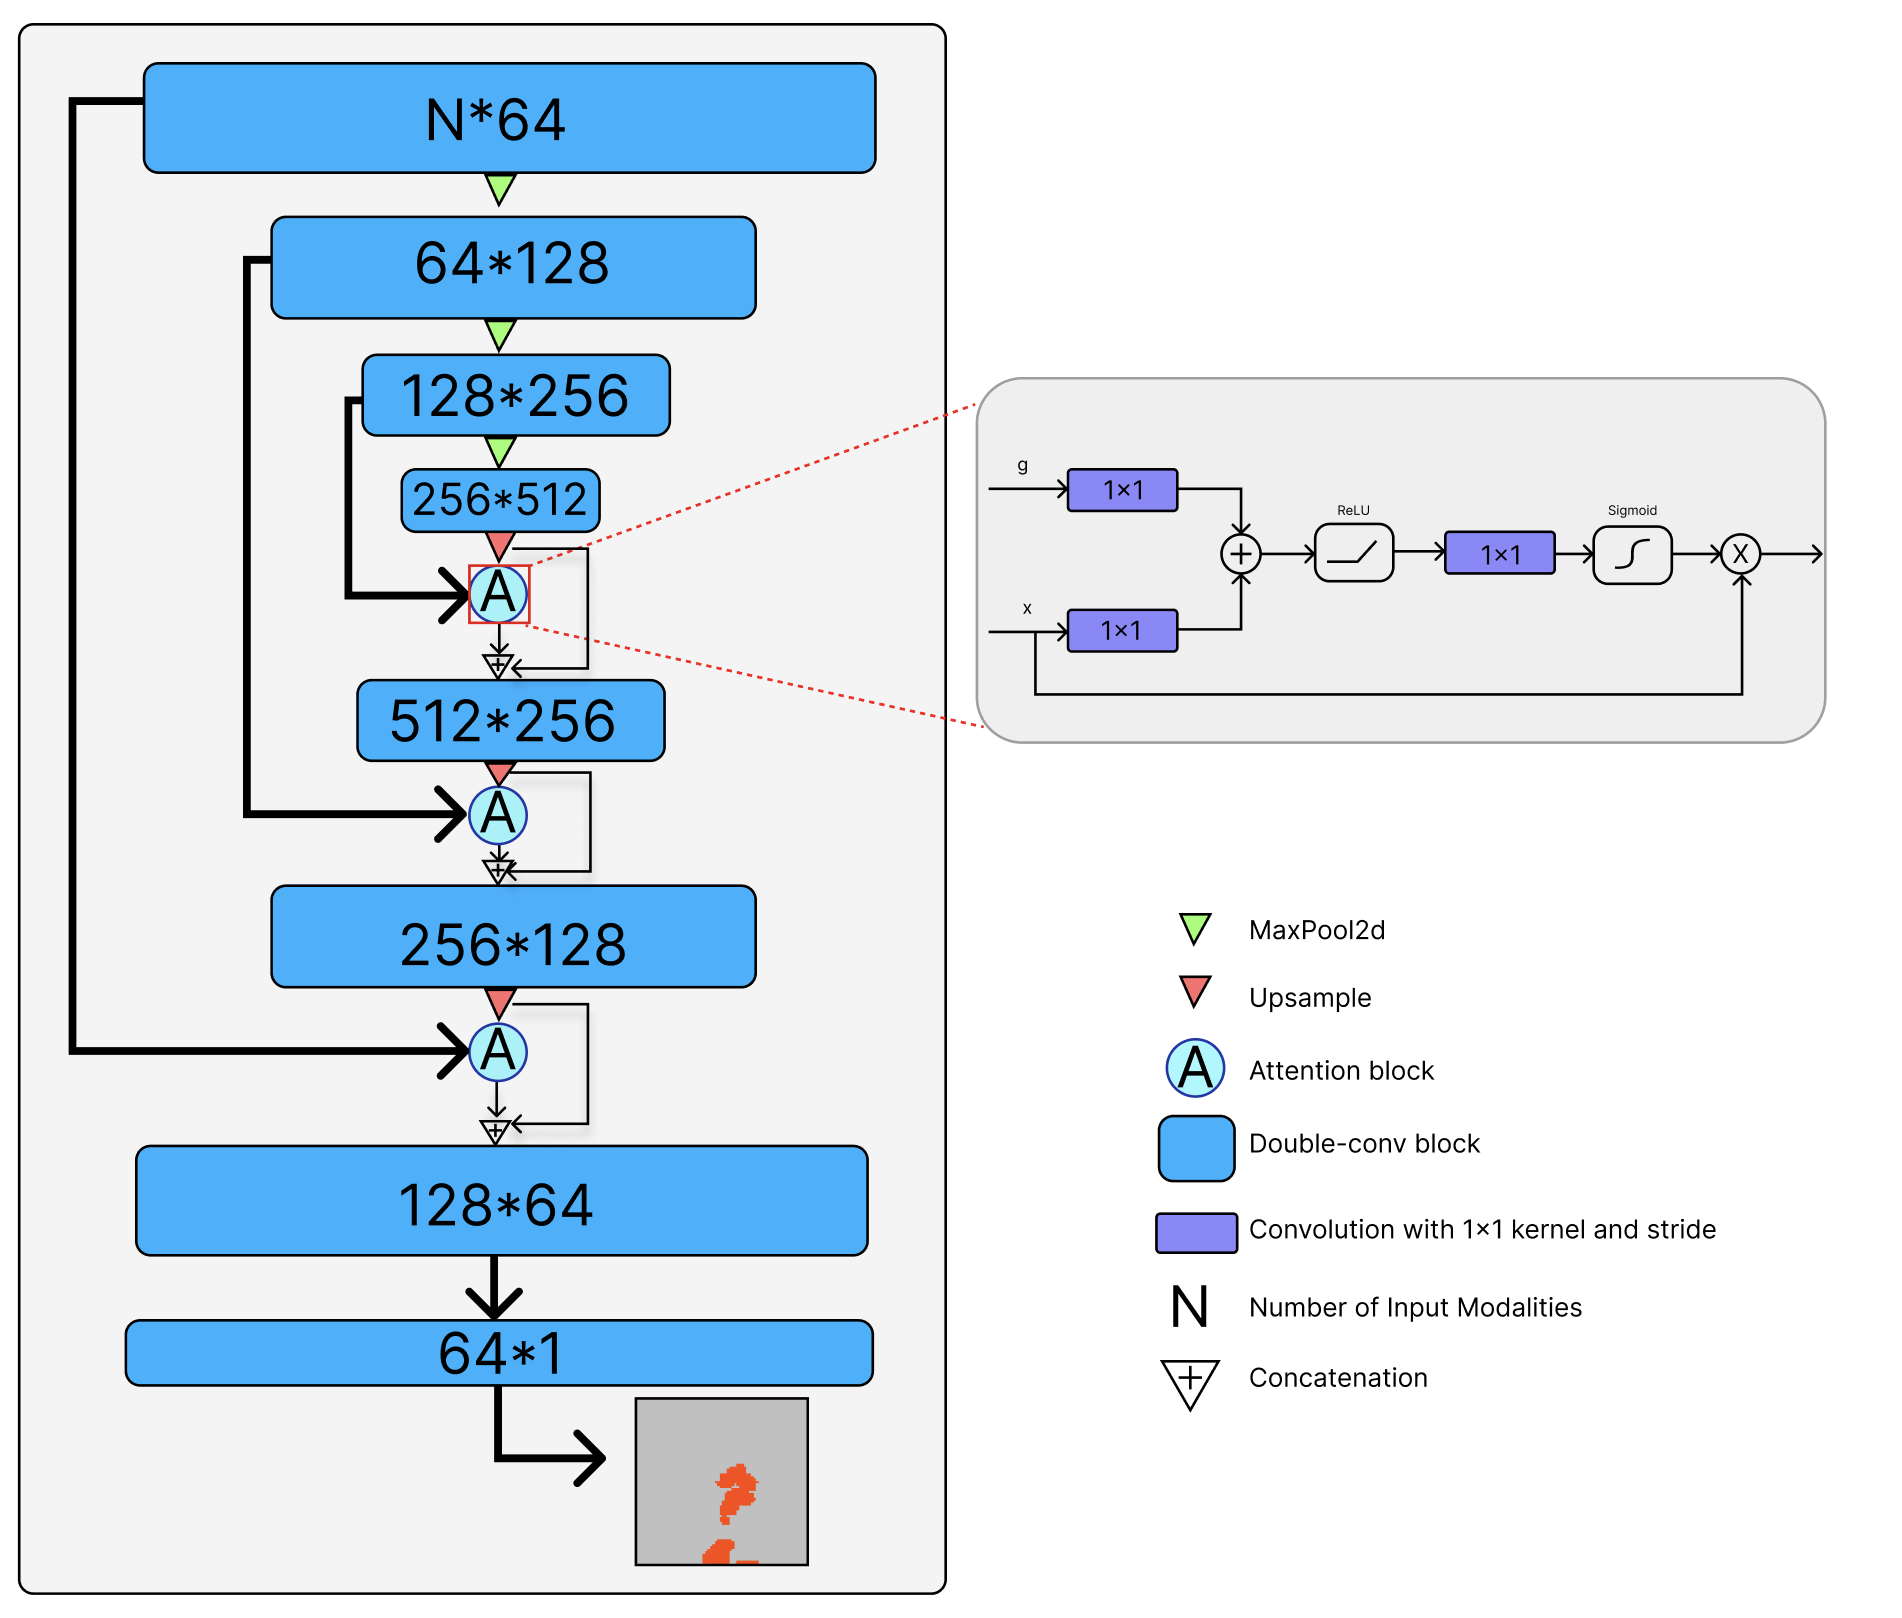 N*64
64*128
128*256
256*512
A
512*256
A
256*128
A
128*64
64*1
g
1×1
ReLU
1×1
Sigmoid
X
x
1×1
MaxPool2d
Upsample
A Attention block
Double-conv block
Convolution with 1×1 kernel and stride
N Number of Input Modalities
Concatenation